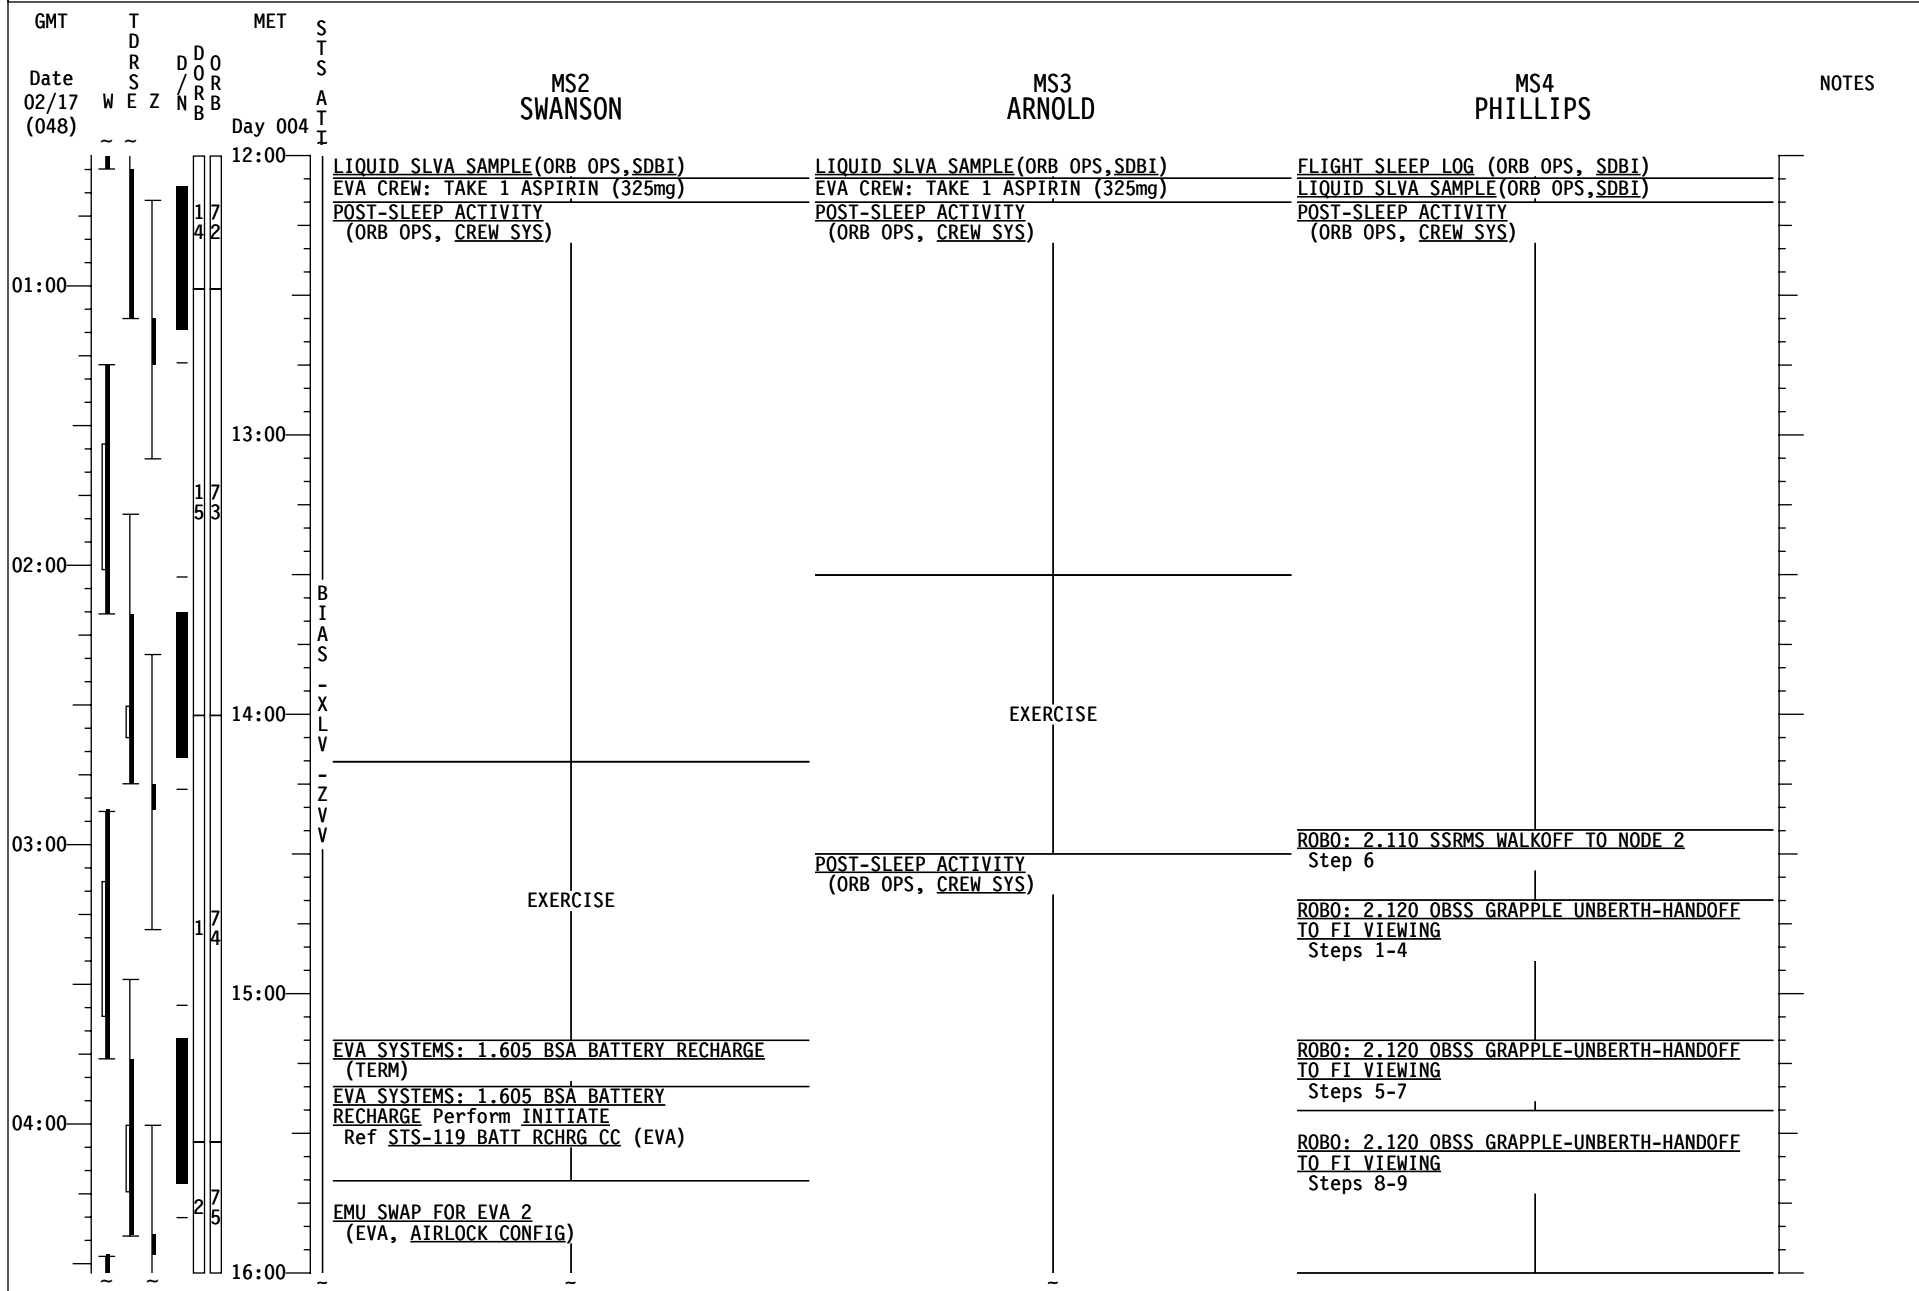 GMT
TDRS
MET
STS ATT
Date
02/17
(048)
W E Z
D/N
DORB
ORB
Day 004
MS2
SWANSON
MS3
ARNOLD
MS4
PHILLIPS
NOTES
~ ~
12:00
LIQUID SLVA SAMPLE(ORB OPS,SDBI)
EVA CREW: TAKE 1 ASPIRIN (325mg)
POST-SLEEP ACTIVITY
(ORB OPS, CREW SYS)
LIQUID SLVA SAMPLE(ORB OPS,SDBI)
EVA CREW: TAKE 1 ASPIRIN (325mg)
POST-SLEEP ACTIVITY
(ORB OPS, CREW SYS)
FLIGHT SLEEP LOG (ORB OPS, SDBI)
LIQUID SLVA SAMPLE(ORB OPS,SDBI)
POST-SLEEP ACTIVITY
(ORB OPS, CREW SYS)
14
72
01:00
13:00
15
73
02:00
BIAS -XLV -ZVV
14:00
EXERCISE
03:00
ROBO: 2.110 SSRMS WALKOFF TO NODE 2
Step 6
POST-SLEEP ACTIVITY
(ORB OPS, CREW SYS)
EXERCISE
1
74
ROBO: 2.120 OBSS GRAPPLE UNBERTH-HANDOFF
TO FI VIEWING
Steps 1-4
15:00
EVA SYSTEMS: 1.605 BSA BATTERY RECHARGE
(TERM)
EVA SYSTEMS: 1.605 BSA BATTERY
RECHARGE Perform INITIATE
Ref STS-119 BATT RCHRG CC (EVA)
ROBO: 2.120 OBSS GRAPPLE-UNBERTH-HANDOFF
TO FI VIEWING
Steps 5-7
04:00
ROBO: 2.120 OBSS GRAPPLE-UNBERTH-HANDOFF
TO FI VIEWING
Steps 8-9
2
75
EMU SWAP FOR EVA 2
(EVA, AIRLOCK CONFIG)
16:00
~ ~ ~ ~ ~